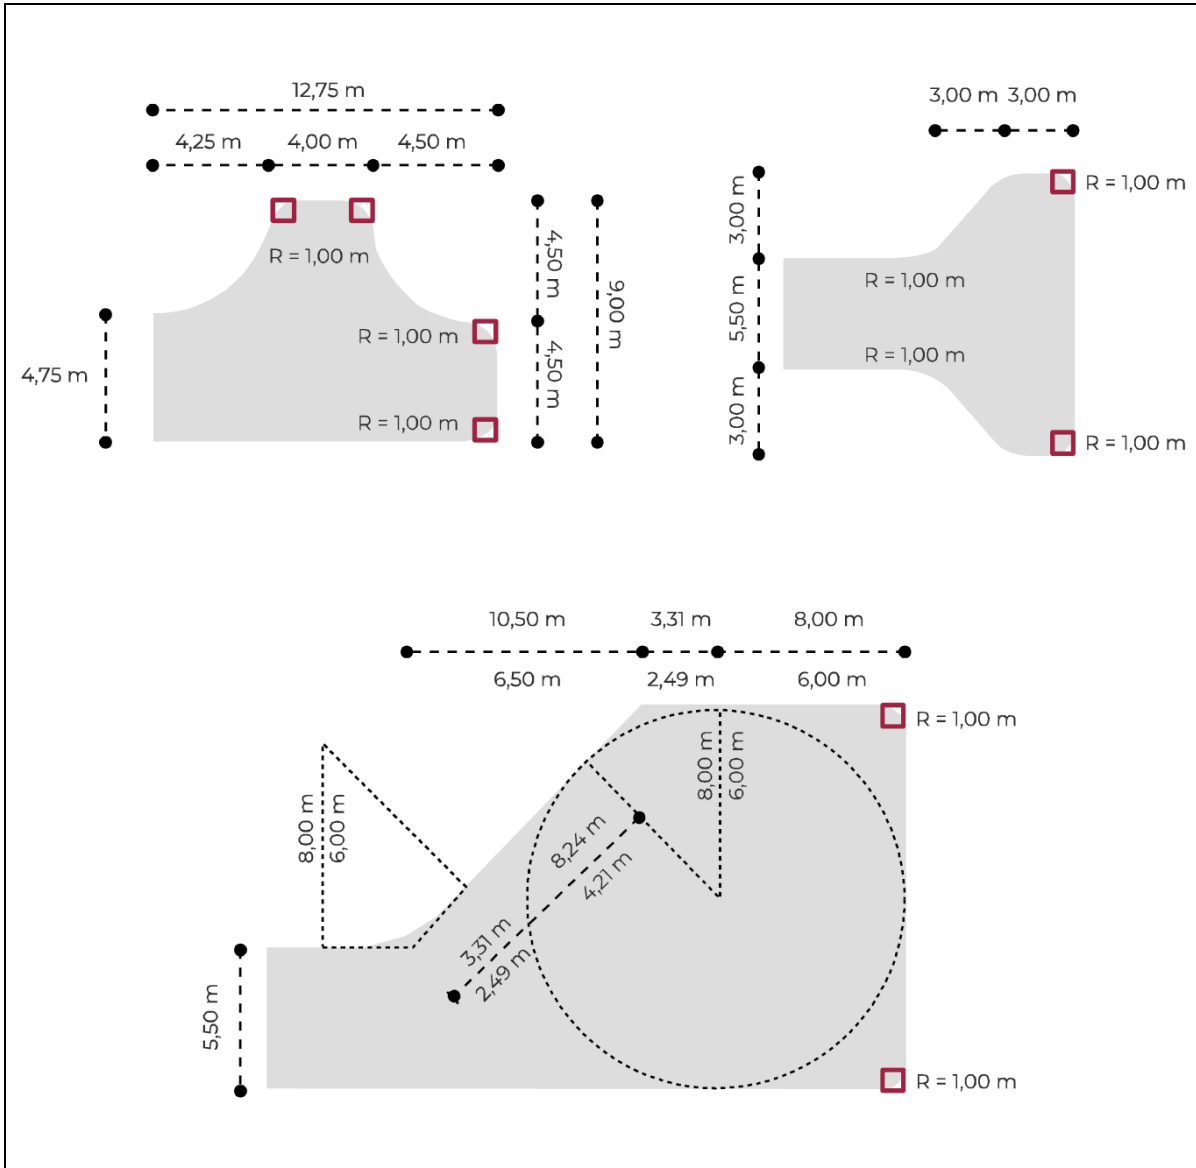 12,75 m
4,25 m 4,00 m 4,50 m
R = 1,00 m
4,50 m
9,00 m
R = 1,00 m
4,50 m
4,75 m
R = 1,00 m
3,00 m 3,00 m
R = 1,00 m
3,00 m
R = 1,00 m
5,50 m
R = 1,00 m
3,00 m
R = 1,00 m
10,50 m 3,31 m 8,00 m
6,50 m 2,49 m 6,00 m
R = 1,00 m
8,00 m
6,00 m
8,00 m
6,00 m
8,24 m
4,21 m
3,31 m
2,49 m
5,50 m
R = 1,00 m